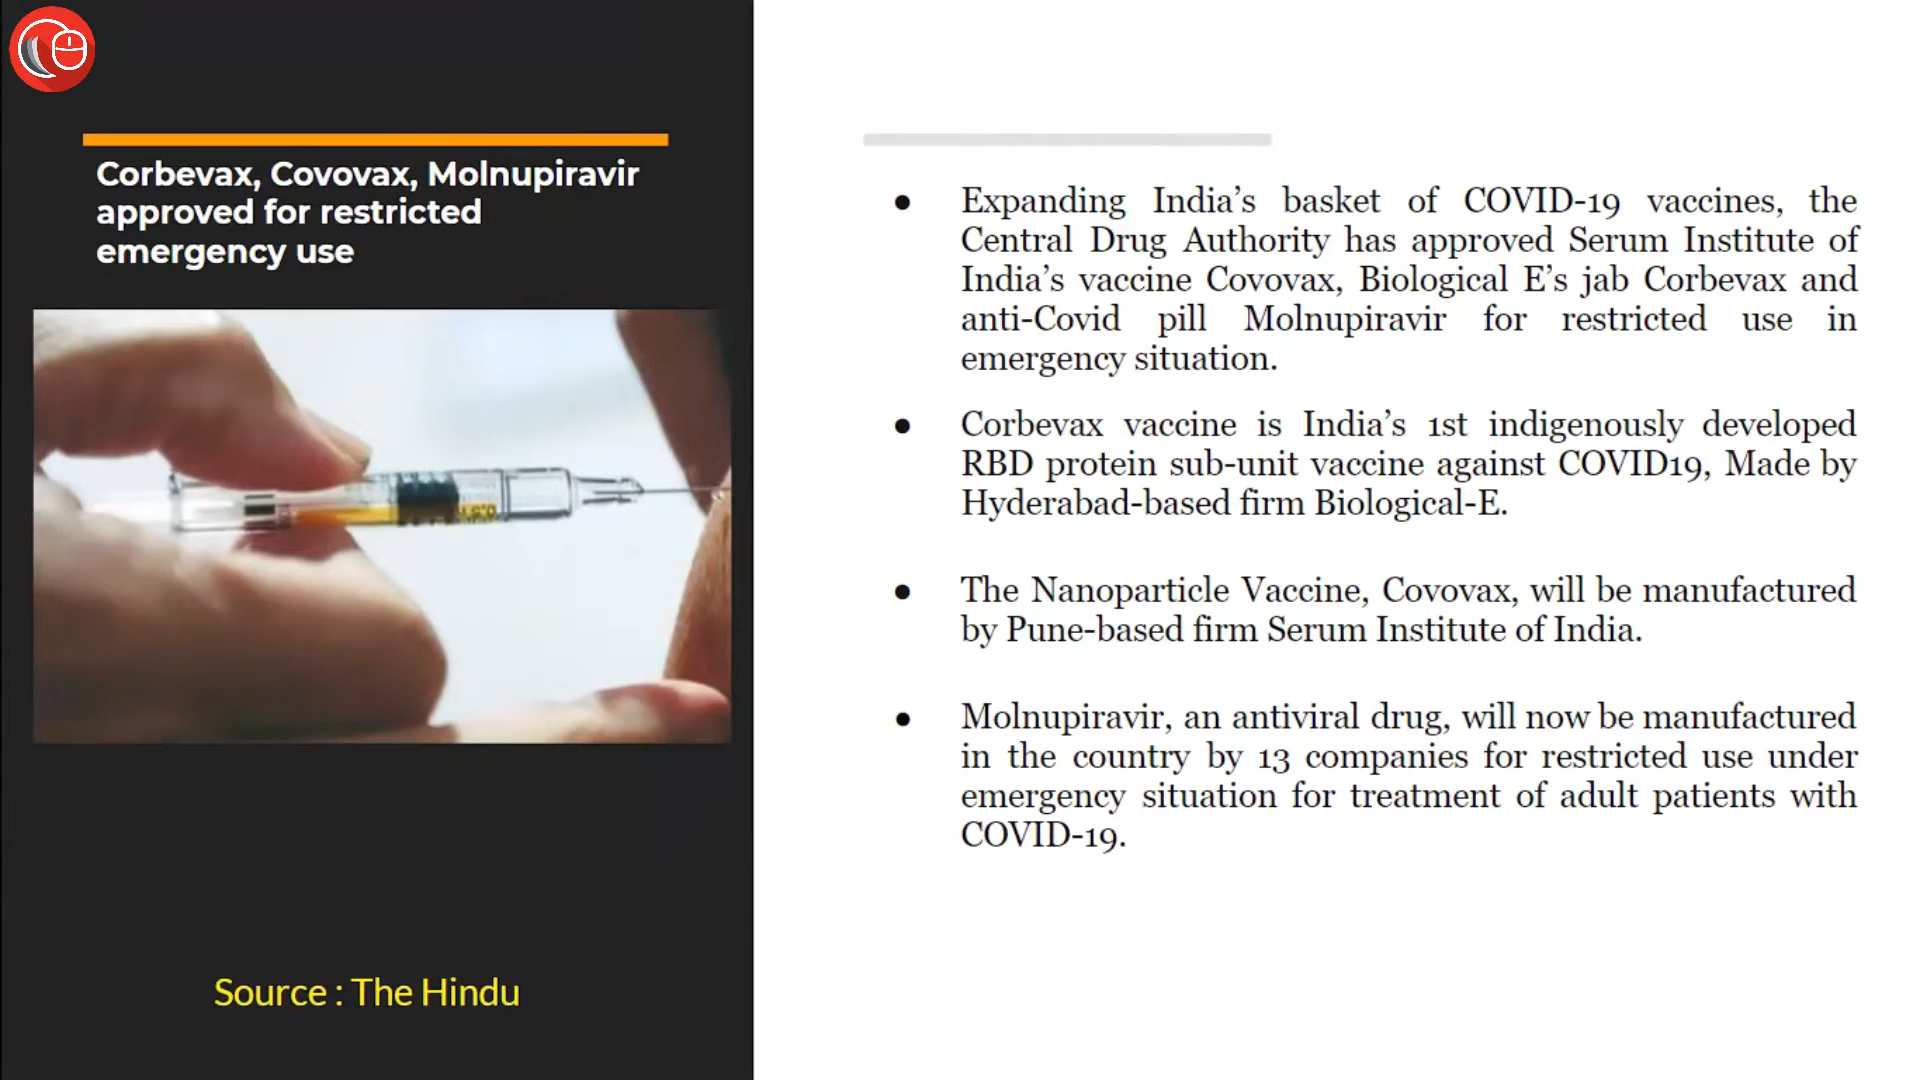 Corbevax, Covovax, Molnupiravir
approved for restricted
emergency use
Source : The Hindu
● Expanding India’s basket of COVID-19 vaccines, the
Central Drug Authority has approved Serum Institute of
India’s vaccine Covovax, Biological E’s jab Corbevax and
anti-Covid pill Molnupiravir for restricted use in
emergency situation.
● Corbevax vaccine is India’s 1st indigenously developed
RBD protein sub-unit vaccine against COVID19, Made by
Hyderabad-based firm Biological-E.
● The Nanoparticle Vaccine, Covovax, will be manufactured
by Pune-based firm Serum Institute of India.
● Molnupiravir, an antiviral drug, will now be manufactured
in the country by 13 companies for restricted use under
emergency situation for treatment of adult patients with
COVID-19.